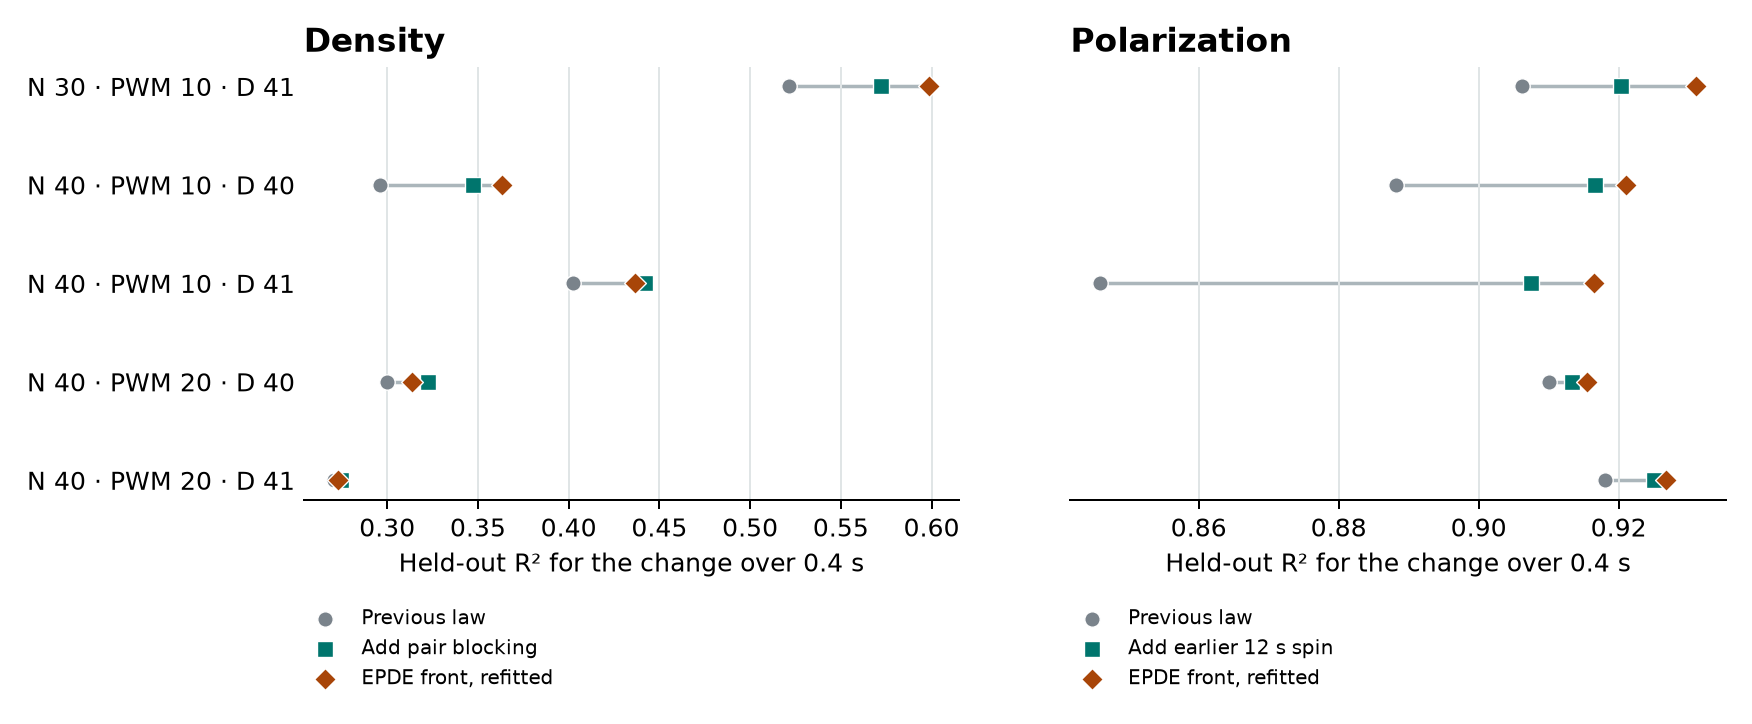 Density
Polarization
N 30 · PWM 10 · D 41
N 40 · PWM 10 · D 40
N 40 · PWM 10 · D 41
N 40 · PWM 20 · D 40
N 40 · PWM 20 · D 41
0.30 0.35 0.40 0.45 0.50 0.55 0.60
Held-out R² for the change over 0.4 s
0.86 0.88 0.90 0.92
Held-out R² for the change over 0.4 s
Previous law
Add pair blocking
EPDE front, refitted
Previous law
Add earlier 12 s spin
EPDE front, refitted